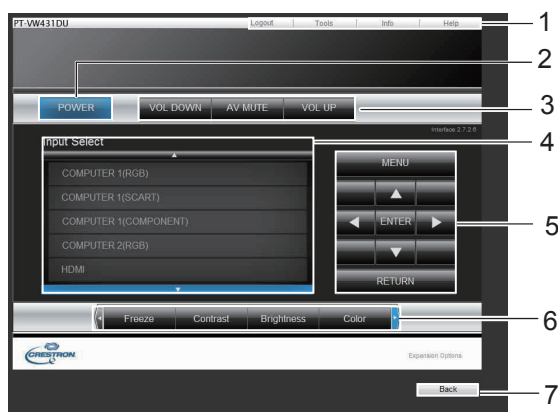 PT-VW431DU
Logout Tools Info Help
1
2
POWER VOL DOWN AV MUTE VOL UP
3
Interface 2.7.2.6
Input Select
4
COMPUTER 1(RGB)
COMPUTER 1(SCART)
COMPUTER 1(COMPONENT)
COMPUTER 2(RGB)
HDMI
MENU
ENTER
5
RETURN
Freeze Contrast Brightness Color
6
CRESTRON
Expansion Options
Back
7